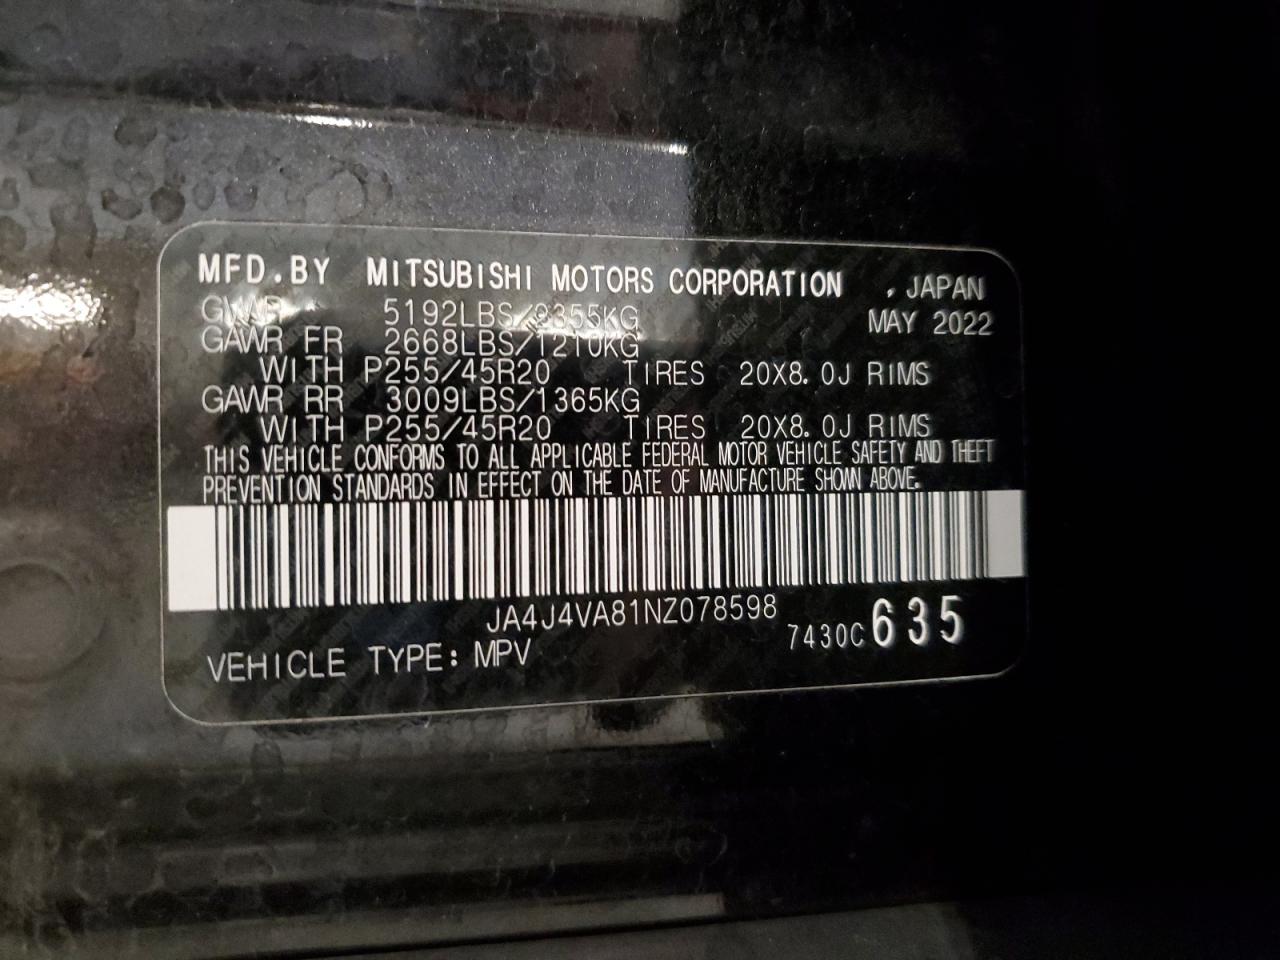 MFD.BY MITSUBISHI MOTORS CORPORATION , JAPAN
GVWR 5192LBS/2355KG MAY 2022
GAWR FR 2668LBS/1210KG
WITH P255/45R20 TIRES 20X8.0J RIMS
GAWR RR 3009LBS/1365KG
WITH P255/45R20 TIRES 20X8.0J RIMS
THIS VEHICLE CONFORMS TO ALL APPLICABLE FEDERAL MOTOR VEHICLE SAFETY AND THEFT
PREVENTION STANDARDS IN EFFECT ON THE DATE OF MANUFACTURE SHOWN ABOVE.
JA4J4VA81NZ078598
7430C 635
VEHICLE TYPE: MPV